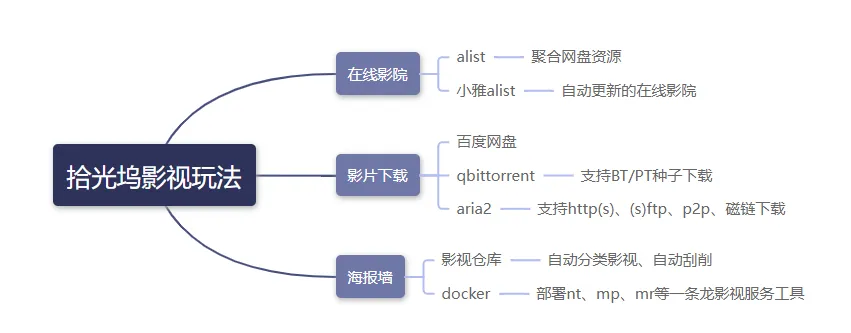 拾光坞影视玩法
在线影院
alist
聚合网盘资源
小雅alist
自动更新的在线影院
影片下载
百度网盘
qbittorrent
支持BT/PT种子下载
aria2
支持http(s)、(s)ftp、p2p、磁链下载
海报墙
影视仓库
自动分类影视、自动刮削
docker
部署nt、mp、mr等一条龙影视服务工具